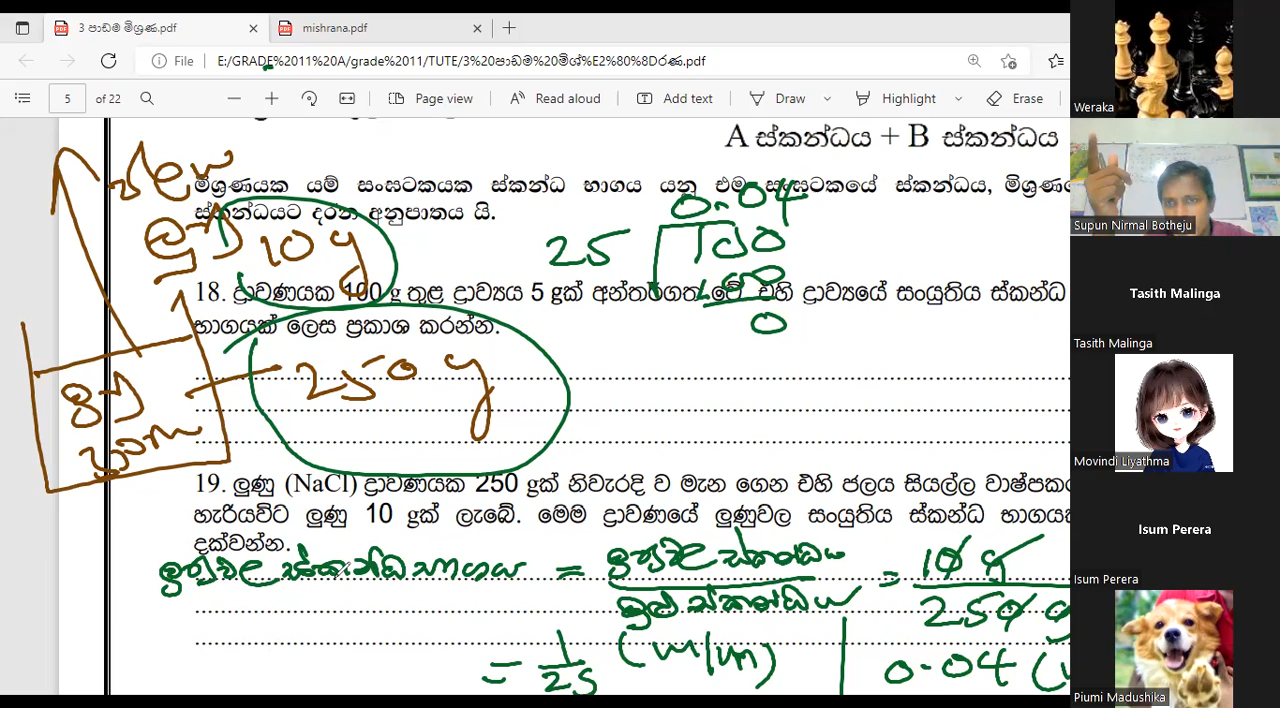 3 පාඩම මිශ්‍රණ.pdf
mishrana.pdf
File
E:/GRADE%2011%20A/grade%2011/TUTE/3%20පාඩම%20මිශ්%E2%80%8Dරණ.pdf
5 of 22
Page view
Read aloud
Add text
Draw
Highlight
Erase
A ස්කන්ධය + B ස්කන්ධය
මිශ්‍රණයක යම් සංඝටකයක ස්කන්ධ භාගය යනු එම සංඝටකයේ ස්කන්ධය,
ස්කන්ධයට දරන අනුපාතය යි.
ජලය
ලුණු 10 g
0.04
25 100
100
0
18. ද්‍රාවණයක 100 g තුළ ද්‍රාව්‍යය 5 gක් අන්තර්ගත වේ එහි ද්‍රාව්‍යයේ සංයුතිය ස්කන්ධ
භාගයක් ලෙස ප්‍රකාශ කරන්න.
250 g
19. ලුණු (NaCl) ද්‍රාවණයක 250 gක් නිවැරදි ව මැන ගෙන එහි ජලය සියල්ල
හැරියවිට ලුණු 10 gක් ලැබේ. මෙම ද්‍රාවණයේ ලුණුවල සංයුතිය ස්කන්ධ
දක්වන්න.
ලුණුවල ස්කන්ධ භාගය = ලුණුවල ස්කන්ධය / මුළු ස්කන්ධය = 10 g / 250 g
= 1/25 (m/m) 0.04
Weraka
Supun Nirmal Botheju
Tasith Malinga
Tasith Malinga
Movindi Liyathma
Isum Perera
Isum Perera
Piumi Madushika